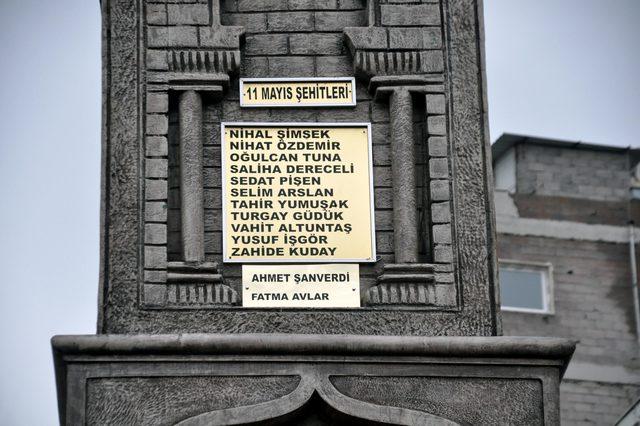 11 MAYIS ŞEHİTLERİ
NİHAL ŞİMŞEK
NİHAT ÖZDEMİR
OĞULCAN TUNA
SALİHA DERECELİ
SEDAT PİŞEN
SELİM ARSLAN
TAHİR YUMUŞAK
TURGAY GÜDÜK
VAHİT ALTUNTAŞ
YUSUF İŞGÖR
ZAHİDE KUDAY
AHMET ŞANVERDİ
FATMA AVLAR